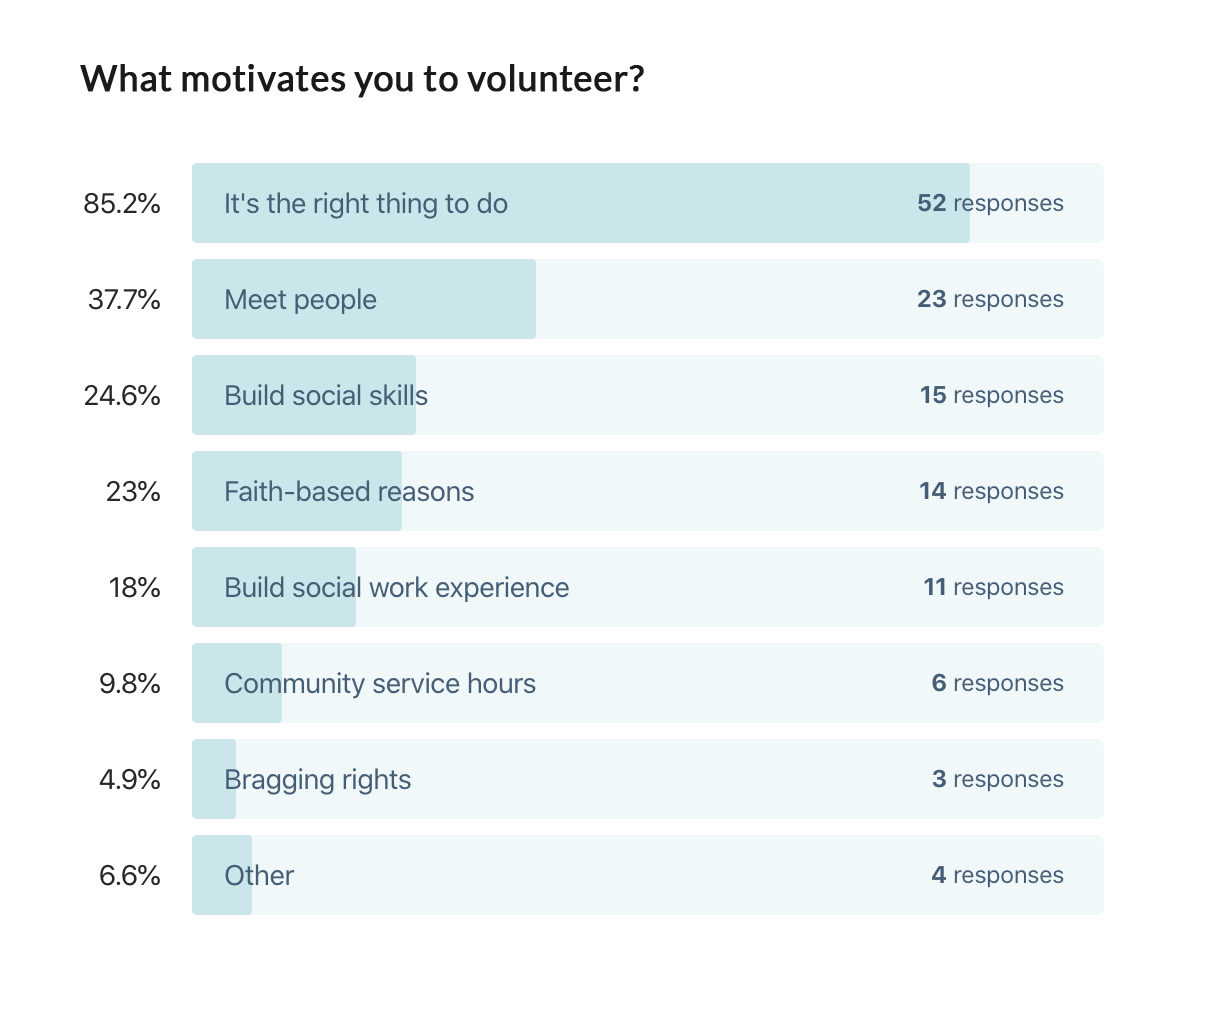 What motivates you to volunteer?
85.2% It's the right thing to do 52 responses
37.7% Meet people 23 responses
24.6% Build social skills 15 responses
23% Faith-based reasons 14 responses
18% Build social work experience 11 responses
9.8% Community service hours 6 responses
4.9% Bragging rights 3 responses
6.6% Other 4 responses